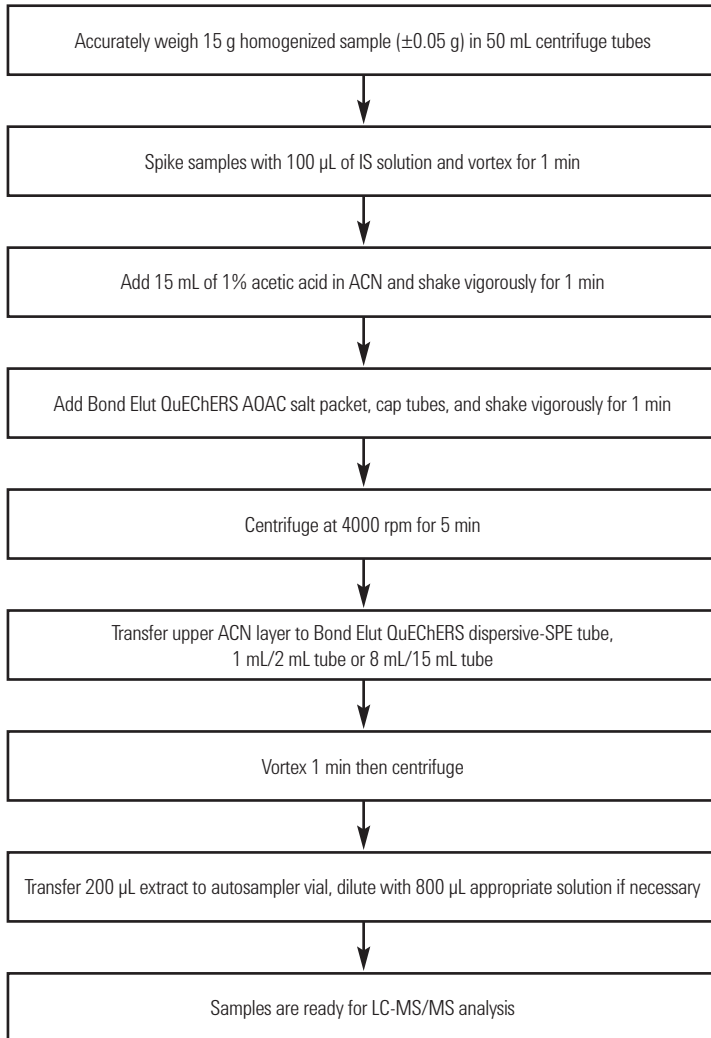 Accurately weigh 15 g homogenized sample (±0.05 g) in 50 mL centrifuge tubes
Spike samples with 100 µL of IS solution and vortex for 1 min
Add 15 mL of 1% acetic acid in ACN and shake vigorously for 1 min
Add Bond Elut QuEChERS AOAC salt packet, cap tubes, and shake vigorously for 1 min
Centrifuge at 4000 rpm for 5 min
Transfer upper ACN layer to Bond Elut QuEChERS dispersive-SPE tube,
1 mL/2 mL tube or 8 mL/15 mL tube
Vortex 1 min then centrifuge
Transfer 200 µL extract to autosampler vial, dilute with 800 µL appropriate solution if necessary
Samples are ready for LC-MS/MS analysis